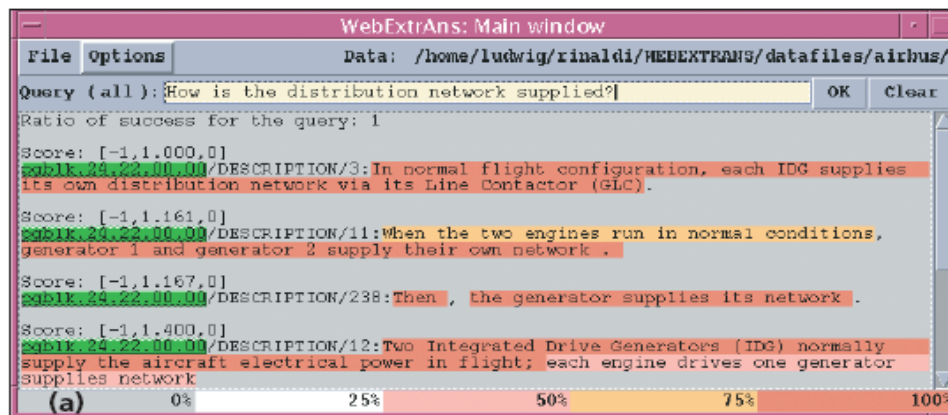 WebExtrAns: Main window
File Options Data: /home/ludwig/rinaldi/WEBEXTRANS/datafiles/airbus/
Query (all): How is the distribution network supplied? OK Clear
Ratio of success for the query: 1
Score: [-1,1.000,0]
pgblk.24.22.00.00/DESCRIPTION/3:In normal flight configuration, each IDG supplies
its own distribution network via its Line Contactor (GLC).
Score: [-1,1.161,0]
pgblk.24.22.00.00/DESCRIPTION/11:When the two engines run in normal conditions,
generator 1 and generator 2 supply their own network .
Score: [-1,1.167,0]
pgblk.24.22.00.00/DESCRIPTION/238:Then , the generator supplies its network .
Score: [-1,1.400,0]
pgblk.24.22.00.00/DESCRIPTION/12:Two Integrated Drive Generators (IDG) normally
supply the aircraft electrical power in flight; each engine drives one generator
supplies network
(a) 0% 25% 50% 75% 100%